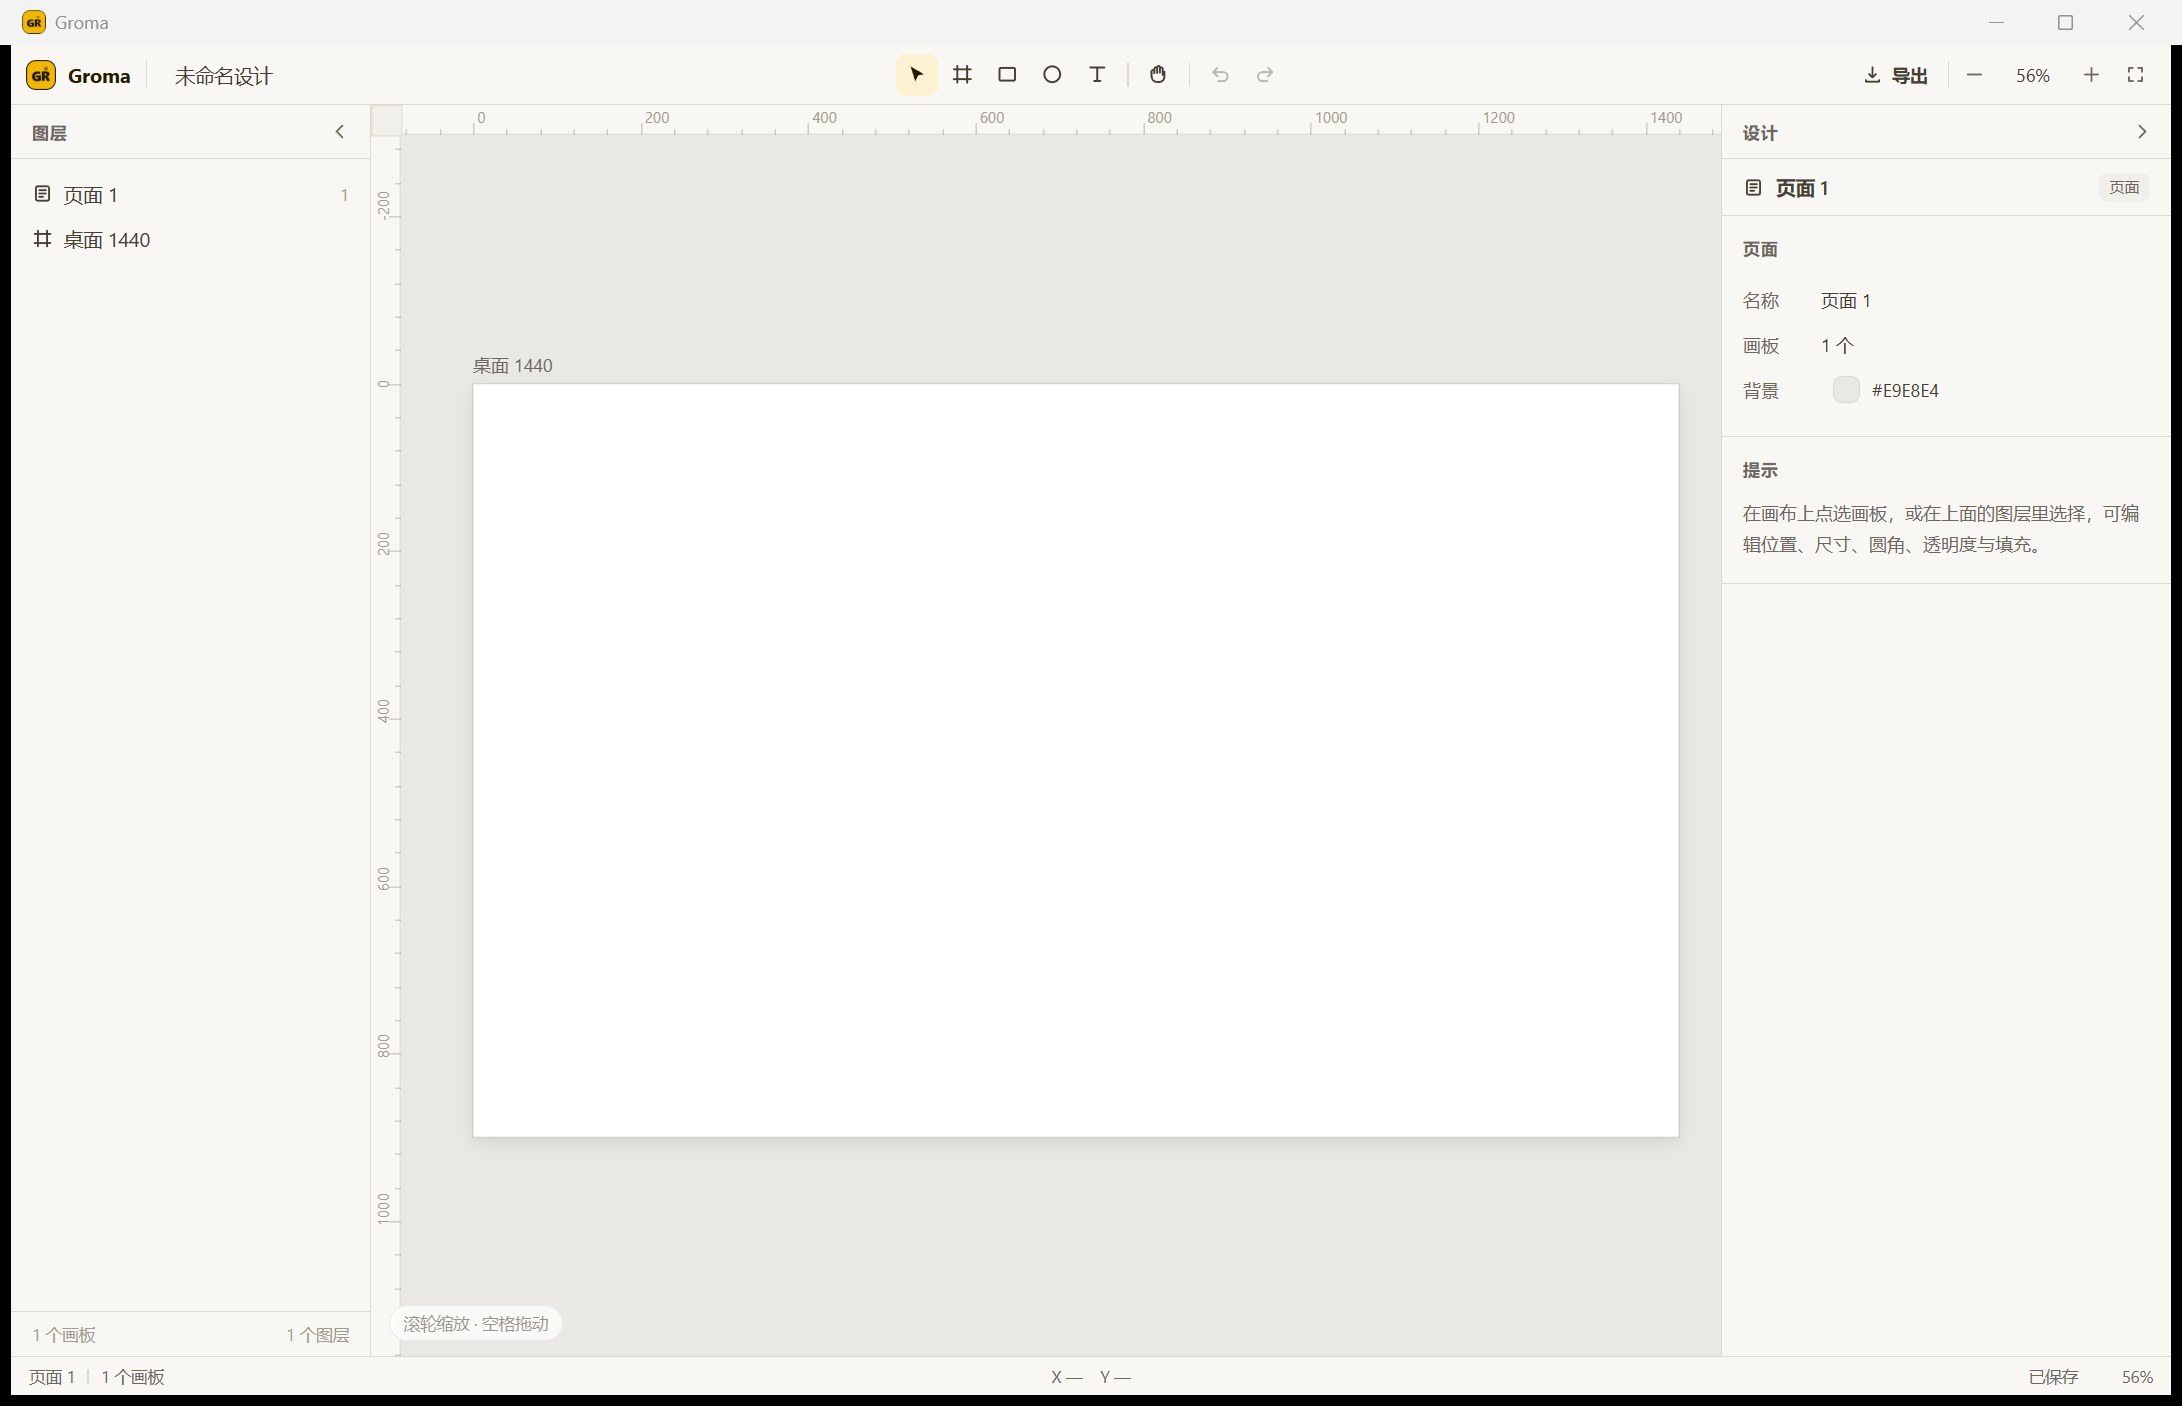 GR Groma
GR Groma 未命名设计 导出 56%
图层
页面 1 1
桌面 1440
0 200 400 600 800 1000 1200 1400
-200
0
200
400
600
800
1000
桌面 1440
滚轮缩放 · 空格拖动
设计
页面 1 页面
页面
名称 页面 1
画板 1 个
背景 #E9E8E4
提示
在画布上点选画板，或在上面的图层里选择，可编
辑位置、尺寸、圆角、透明度与填充。
1 个画板 1 个图层
页面 1 1 个画板 X — Y — 已保存 56%